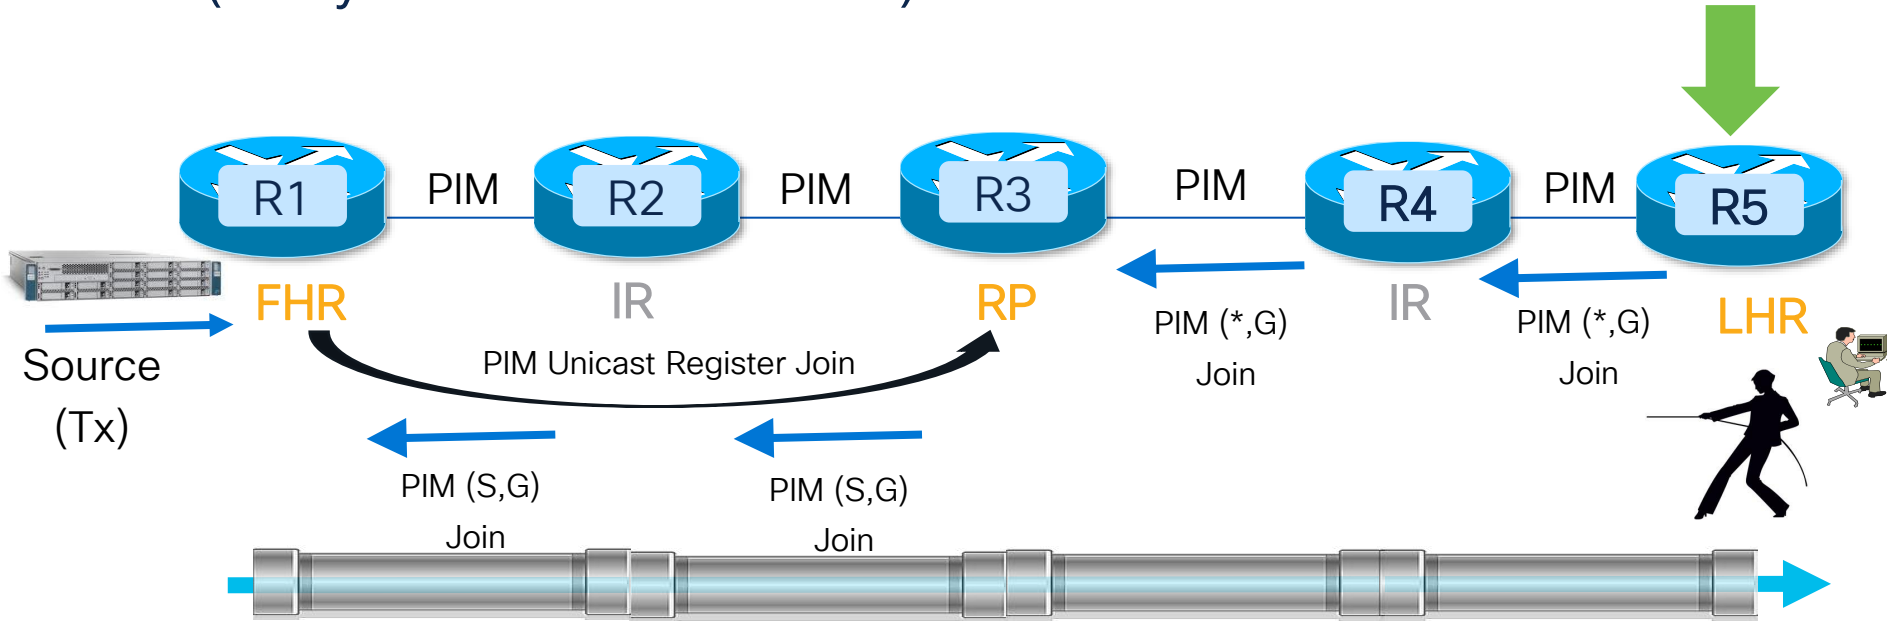 R1
PIM
R2
PIM
R3
PIM
R4
PIM
R5
FHR
IR
RP
IR
LHR
Source
(Tx)
PIM Unicast Register Join
PIM (*,G)
Join
PIM (*,G)
Join
PIM (S,G)
Join
PIM (S,G)
Join